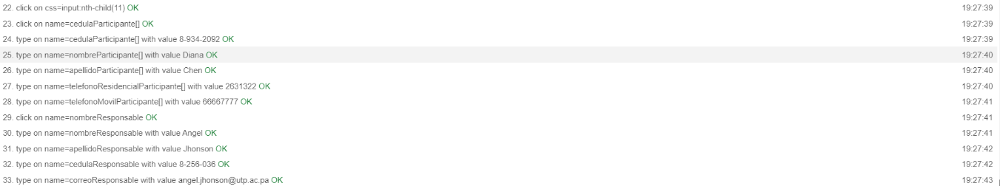 22. click on css=input:nth-child(11) OK 19:27:39
23. click on name=cedulaParticipante[] OK 19:27:39
24. type on name=cedulaParticipante[] with value 8-934-2092 OK 19:27:39
25. type on name=nombreParticipante[] with value Diana OK 19:27:40
26. type on name=apellidoParticipante[] with value Chen OK 19:27:40
27. type on name=telefonoResidencialParticipante[] with value 2631322 OK 19:27:40
28. type on name=telefonoMovilParticipante[] with value 66667777 OK 19:27:41
29. click on name=nombreResponsable OK 19:27:41
30. type on name=nombreResponsable with value Angel OK 19:27:41
31. type on name=apellidoResponsable with value Jhonson OK 19:27:42
32. type on name=cedulaResponsable with value 8-256-036 OK 19:27:42
33. type on name=correoResponsable with value angel.jhonson@utp.ac.pa OK 19:27:43